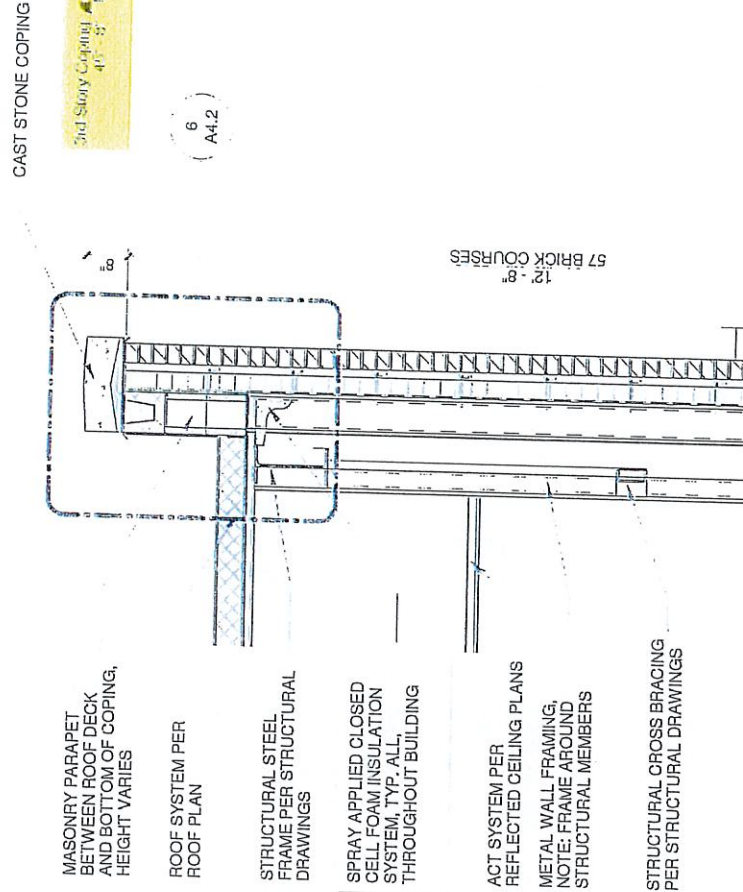 CAST STONE COPING
3rd Story Coping
6
A4.2
8"
12' - 8"
57 BRICK COURSES
MASONRY PARAPET
BETWEEN ROOF DECK
AND BOTTOM OF COPING,
HEIGHT VARIES
ROOF SYSTEM PER
ROOF PLAN
STRUCTURAL STEEL
FRAME PER STRUCTURAL
DRAWINGS
SPRAY APPLIED CLOSED
CELL FOAM INSULATION
SYSTEM, TYP. ALL,
THROUGHOUT BUILDING
ACT SYSTEM PER
REFLECTED CEILING PLANS
METAL WALL FRAMING,
NOTE: FRAME AROUND
STRUCTURAL MEMBERS
STRUCTURAL CROSS BRACING
PER STRUCTURAL DRAWINGS